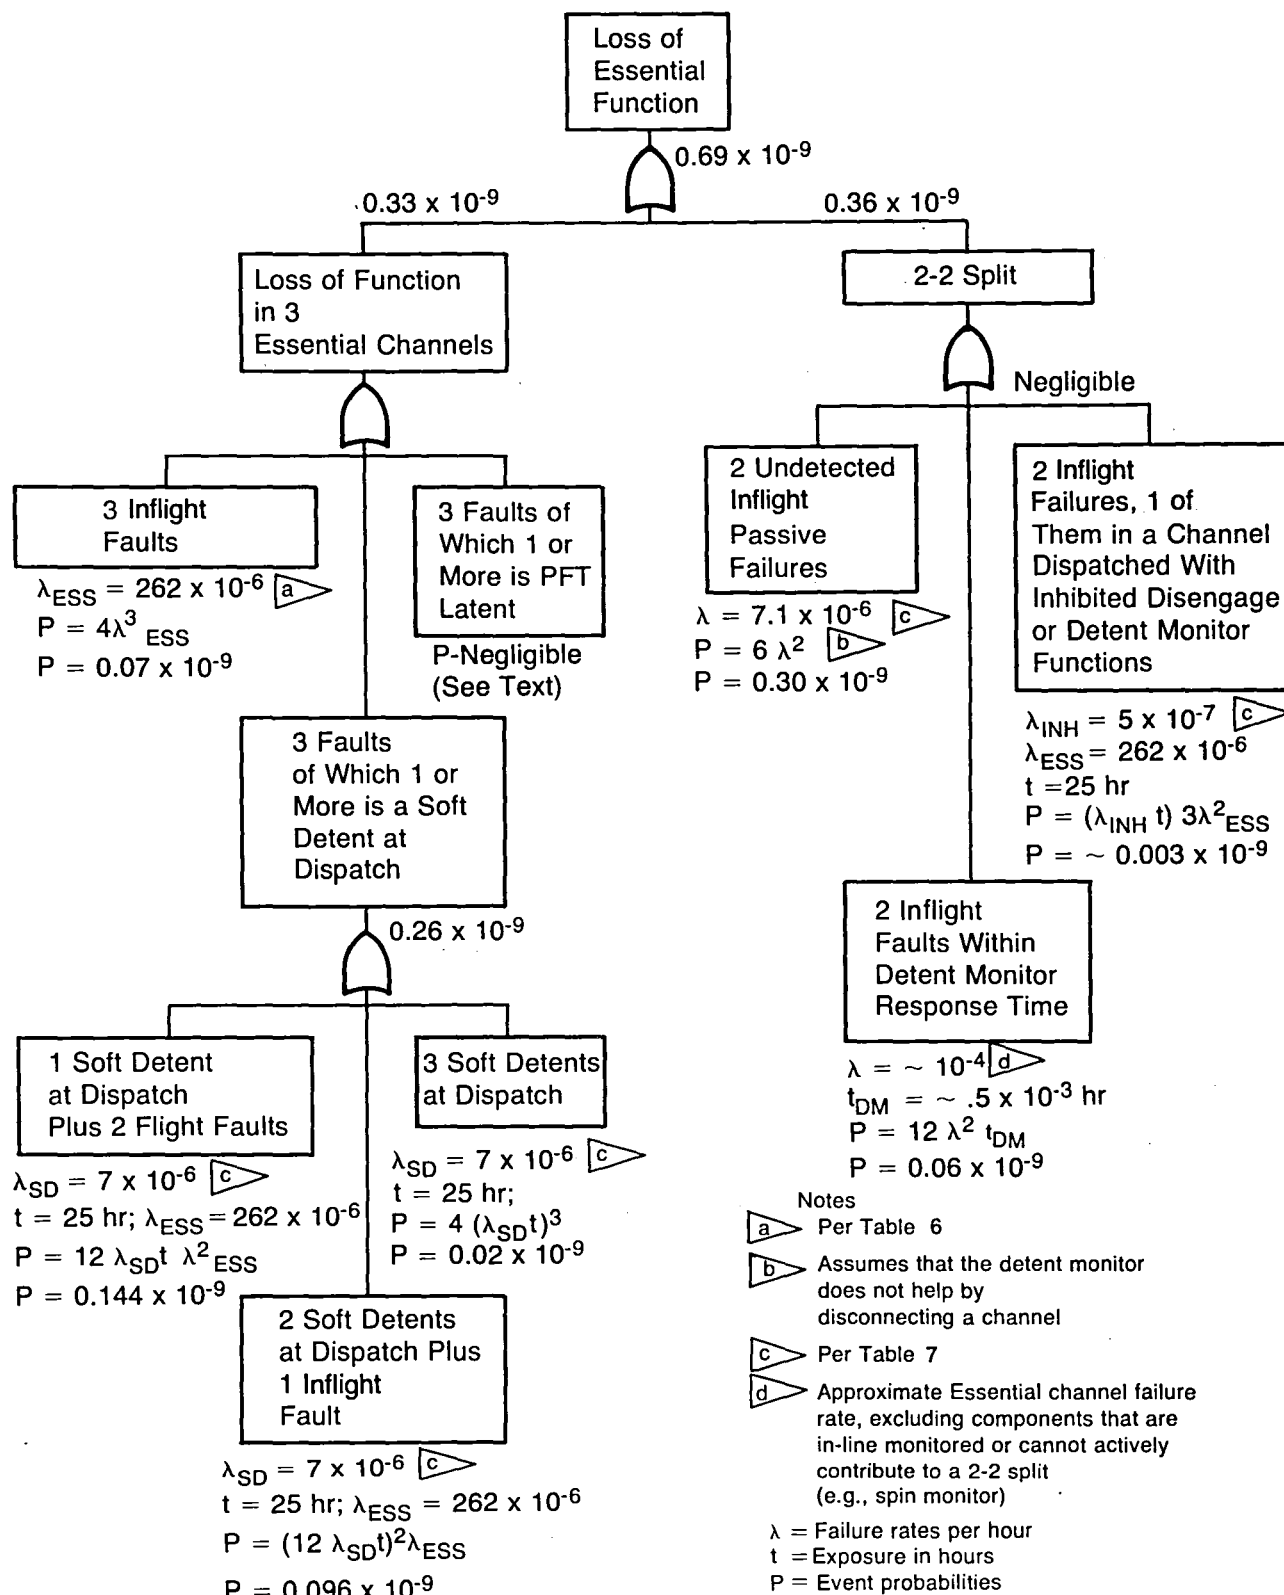 Loss of
Essential
Function
0.69 x 10-9
0.33 x 10-9
0.36 x 10-9
Loss of Function
in 3
Essential Channels
2-2 Split
Negligible
3 Inflight
Faults
λESS = 262 x 10-6 a
P = 4λ3 ESS
P = 0.07 x 10-9
3 Faults of
Which 1 or
More is PFT
Latent
P-Negligible
(See Text)
2 Undetected
Inflight
Passive
Failures
λ = 7.1 x 10-6 c
P = 6 λ2 b
P = 0.30 x 10-9
2 Inflight
Failures, 1 of
Them in a Channel
Dispatched With
Inhibited Disengage
or Detent Monitor
Functions
λINH = 5 x 10-7 c
λESS = 262 x 10-6
t =25 hr
P = (λINH t) 3λ2ESS
P = ~ 0.003 x 10-9
3 Faults
of Which 1 or
More is a Soft
Detent at
Dispatch
0.26 x 10-9
2 Inflight
Faults Within
Detent Monitor
Response Time
λ = ~ 10-4 d
tDM = ~ .5 x 10-3 hr
P = 12 λ2 tDM
P = 0.06 x 10-9
1 Soft Detent
at Dispatch
Plus 2 Flight Faults
λSD = 7 x 10-6 c
t = 25 hr; λESS = 262 x 10-6
P = 12 λSDt λ2ESS
P = 0.144 x 10-9
3 Soft Detents
at Dispatch
λSD = 7 x 10-6 c
t = 25 hr;
P = 4 (λSDt)3
P = 0.02 x 10-9
2 Soft Detents
at Dispatch Plus
1 Inflight
Fault
λSD = 7 x 10-6 c
t = 25 hr; λESS = 262 x 10-6
P = (12 λSDt)2λESS
P = 0.096 x 10-9
Notes
a Per Table 6
b Assumes that the detent monitor
does not help by
disconnecting a channel
c Per Table 7
d Approximate Essential channel failure
rate, excluding components that are
in-line monitored or cannot actively
contribute to a 2-2 split
(e.g., spin monitor)
λ = Failure rates per hour
t = Exposure in hours
P = Event probabilities